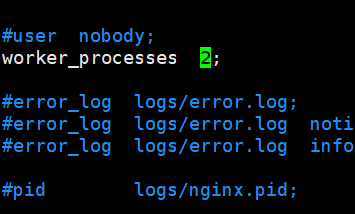 #user  nobody;
worker_processes  2;
#error_log  logs/error.log;
#error_log  logs/error.log  noti
#error_log  logs/error.log  info
#pid        logs/nginx.pid;